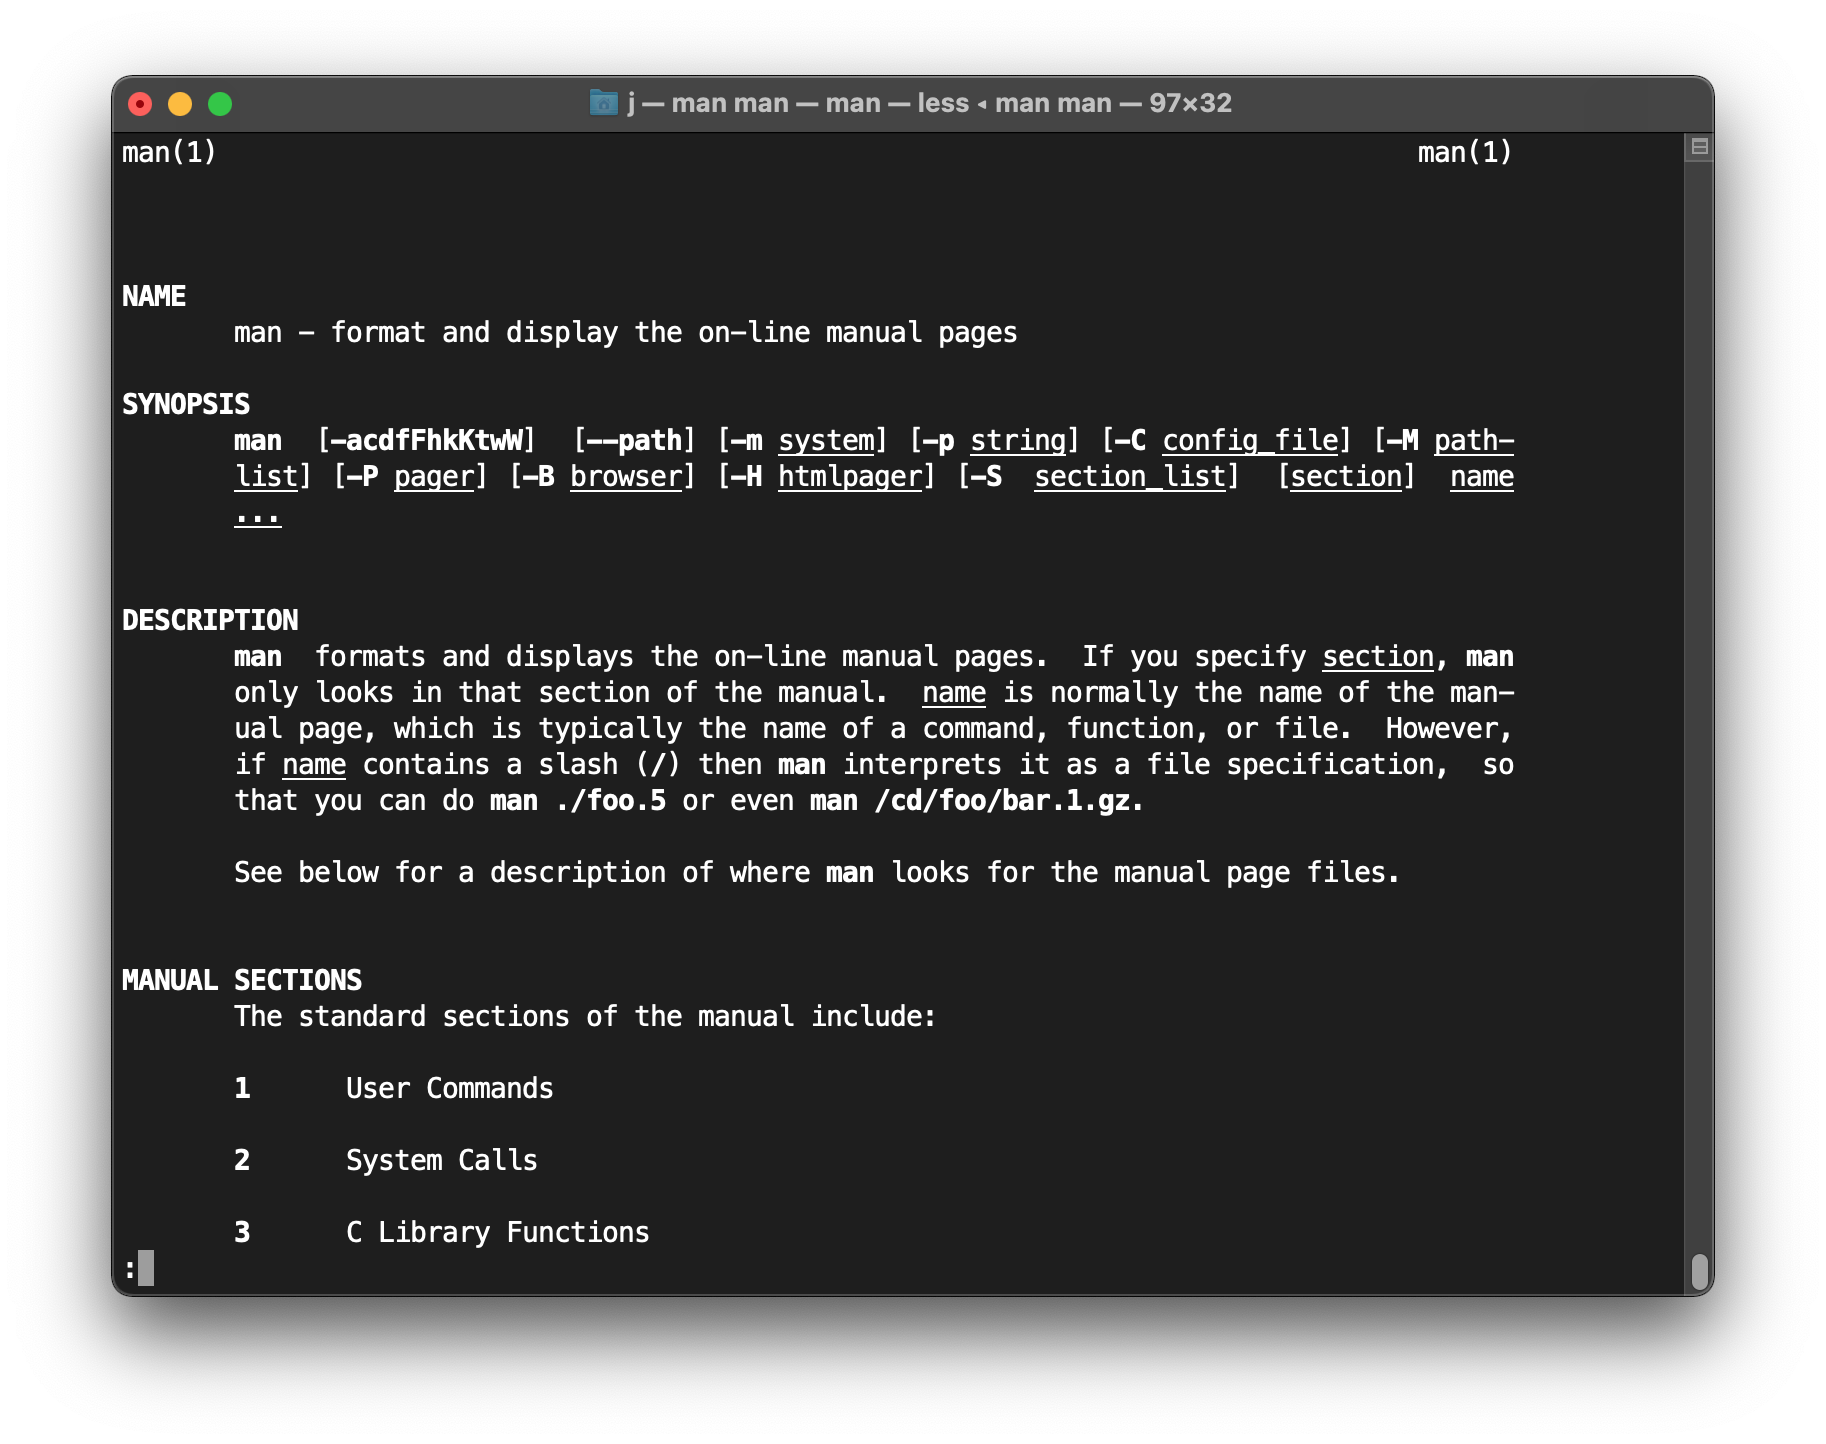 j — man man — man — less ◂ man man — 97×32
man(1) man(1)
NAME
man - format and display the on-line manual pages
SYNOPSIS
man [-acdfFhkKtwW] [--path] [-m system] [-p string] [-C config_file] [-M path-
list] [-P pager] [-B browser] [-H htmlpager] [-S section_list] [section] name
...
DESCRIPTION
man formats and displays the on-line manual pages. If you specify section, man
only looks in that section of the manual. name is normally the name of the man-
ual page, which is typically the name of a command, function, or file. However,
if name contains a slash (/) then man interprets it as a file specification, so
that you can do man ./foo.5 or even man /cd/foo/bar.1.gz.
See below for a description of where man looks for the manual page files.
MANUAL SECTIONS
The standard sections of the manual include:
1 User Commands
2 System Calls
3 C Library Functions
: